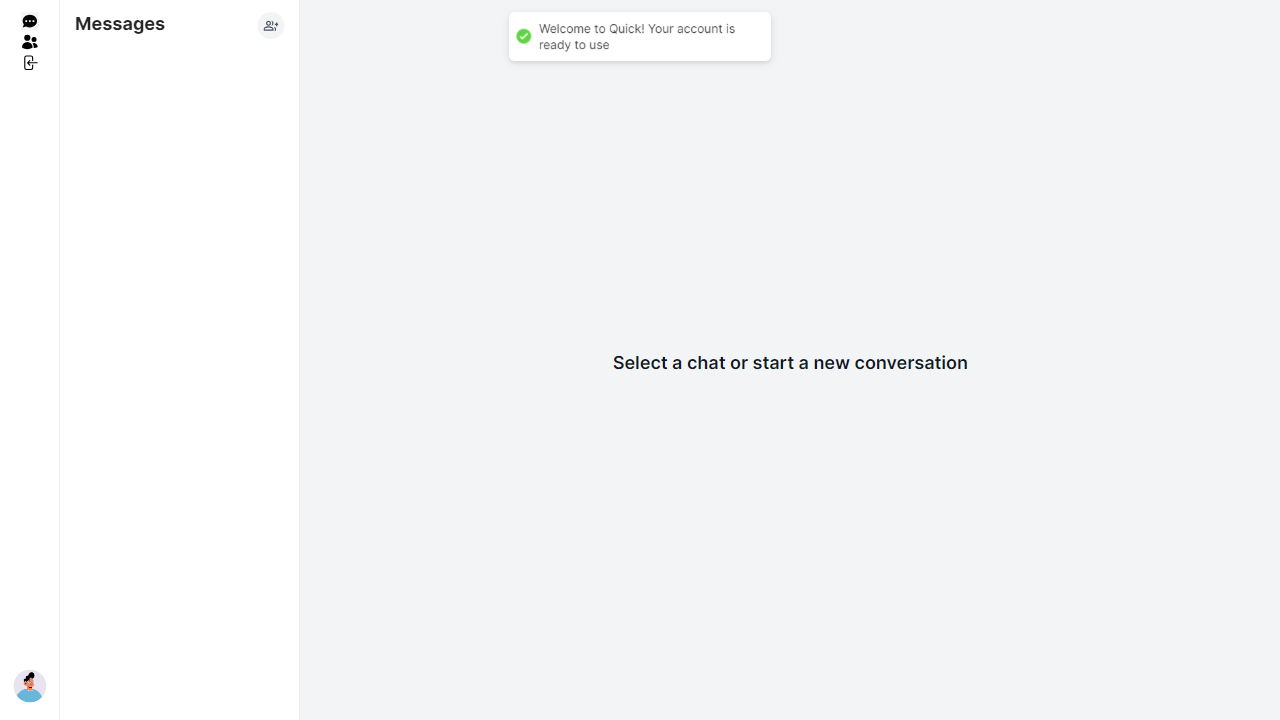 Messages
Welcome to Quick! Your account is
ready to use
Select a chat or start a new conversation